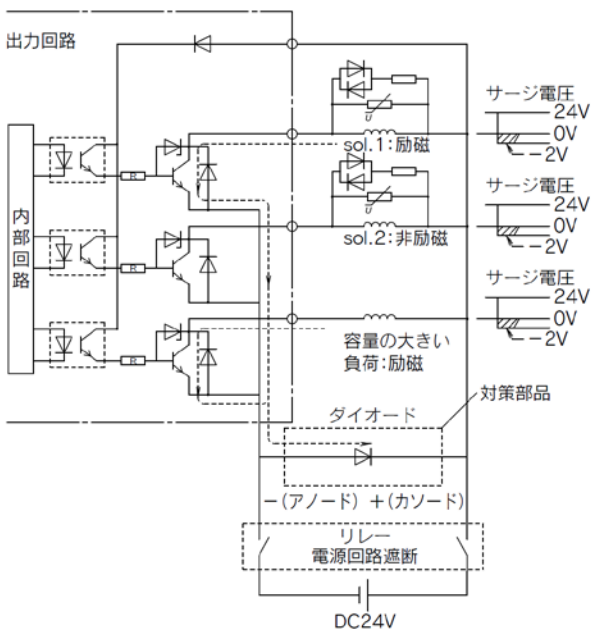 出力回路
サージ電圧
24V
0V
−2V
sol.1:励磁
υ
R
サージ電圧
24V
0V
−2V
sol.2:非励磁
υ
R
内部回路
サージ電圧
24V
0V
−2V
容量の大きい
負荷:励磁
R
対策部品
ダイオード
−(アノード) +(カソード)
リレー
電源回路遮断
DC24V